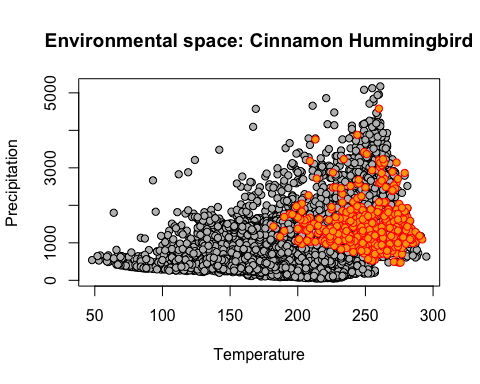 Environmental space: Cinnamon Hummingbird
Precipitation
5000
3000
1000
0
50 100 150 200 250 300
Temperature